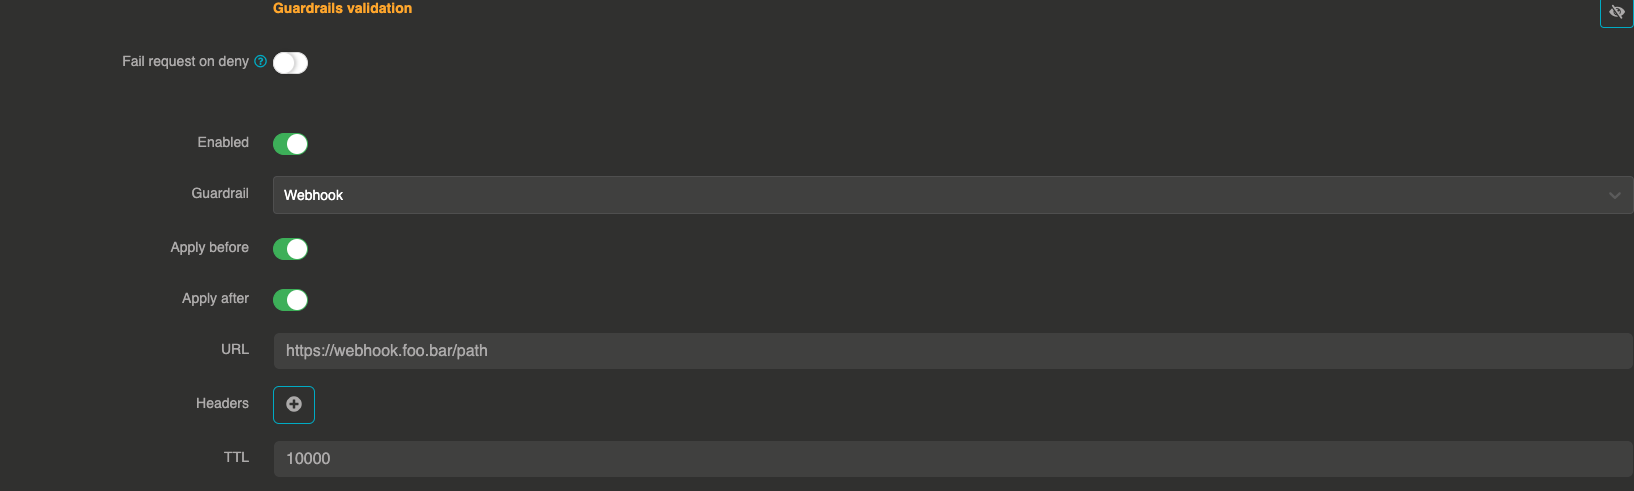 Guardrails validation
Fail request on deny
Enabled
Guardrail Webhook
Apply before
Apply after
URL https://webhook.foo.bar/path
Headers
TTL 10000